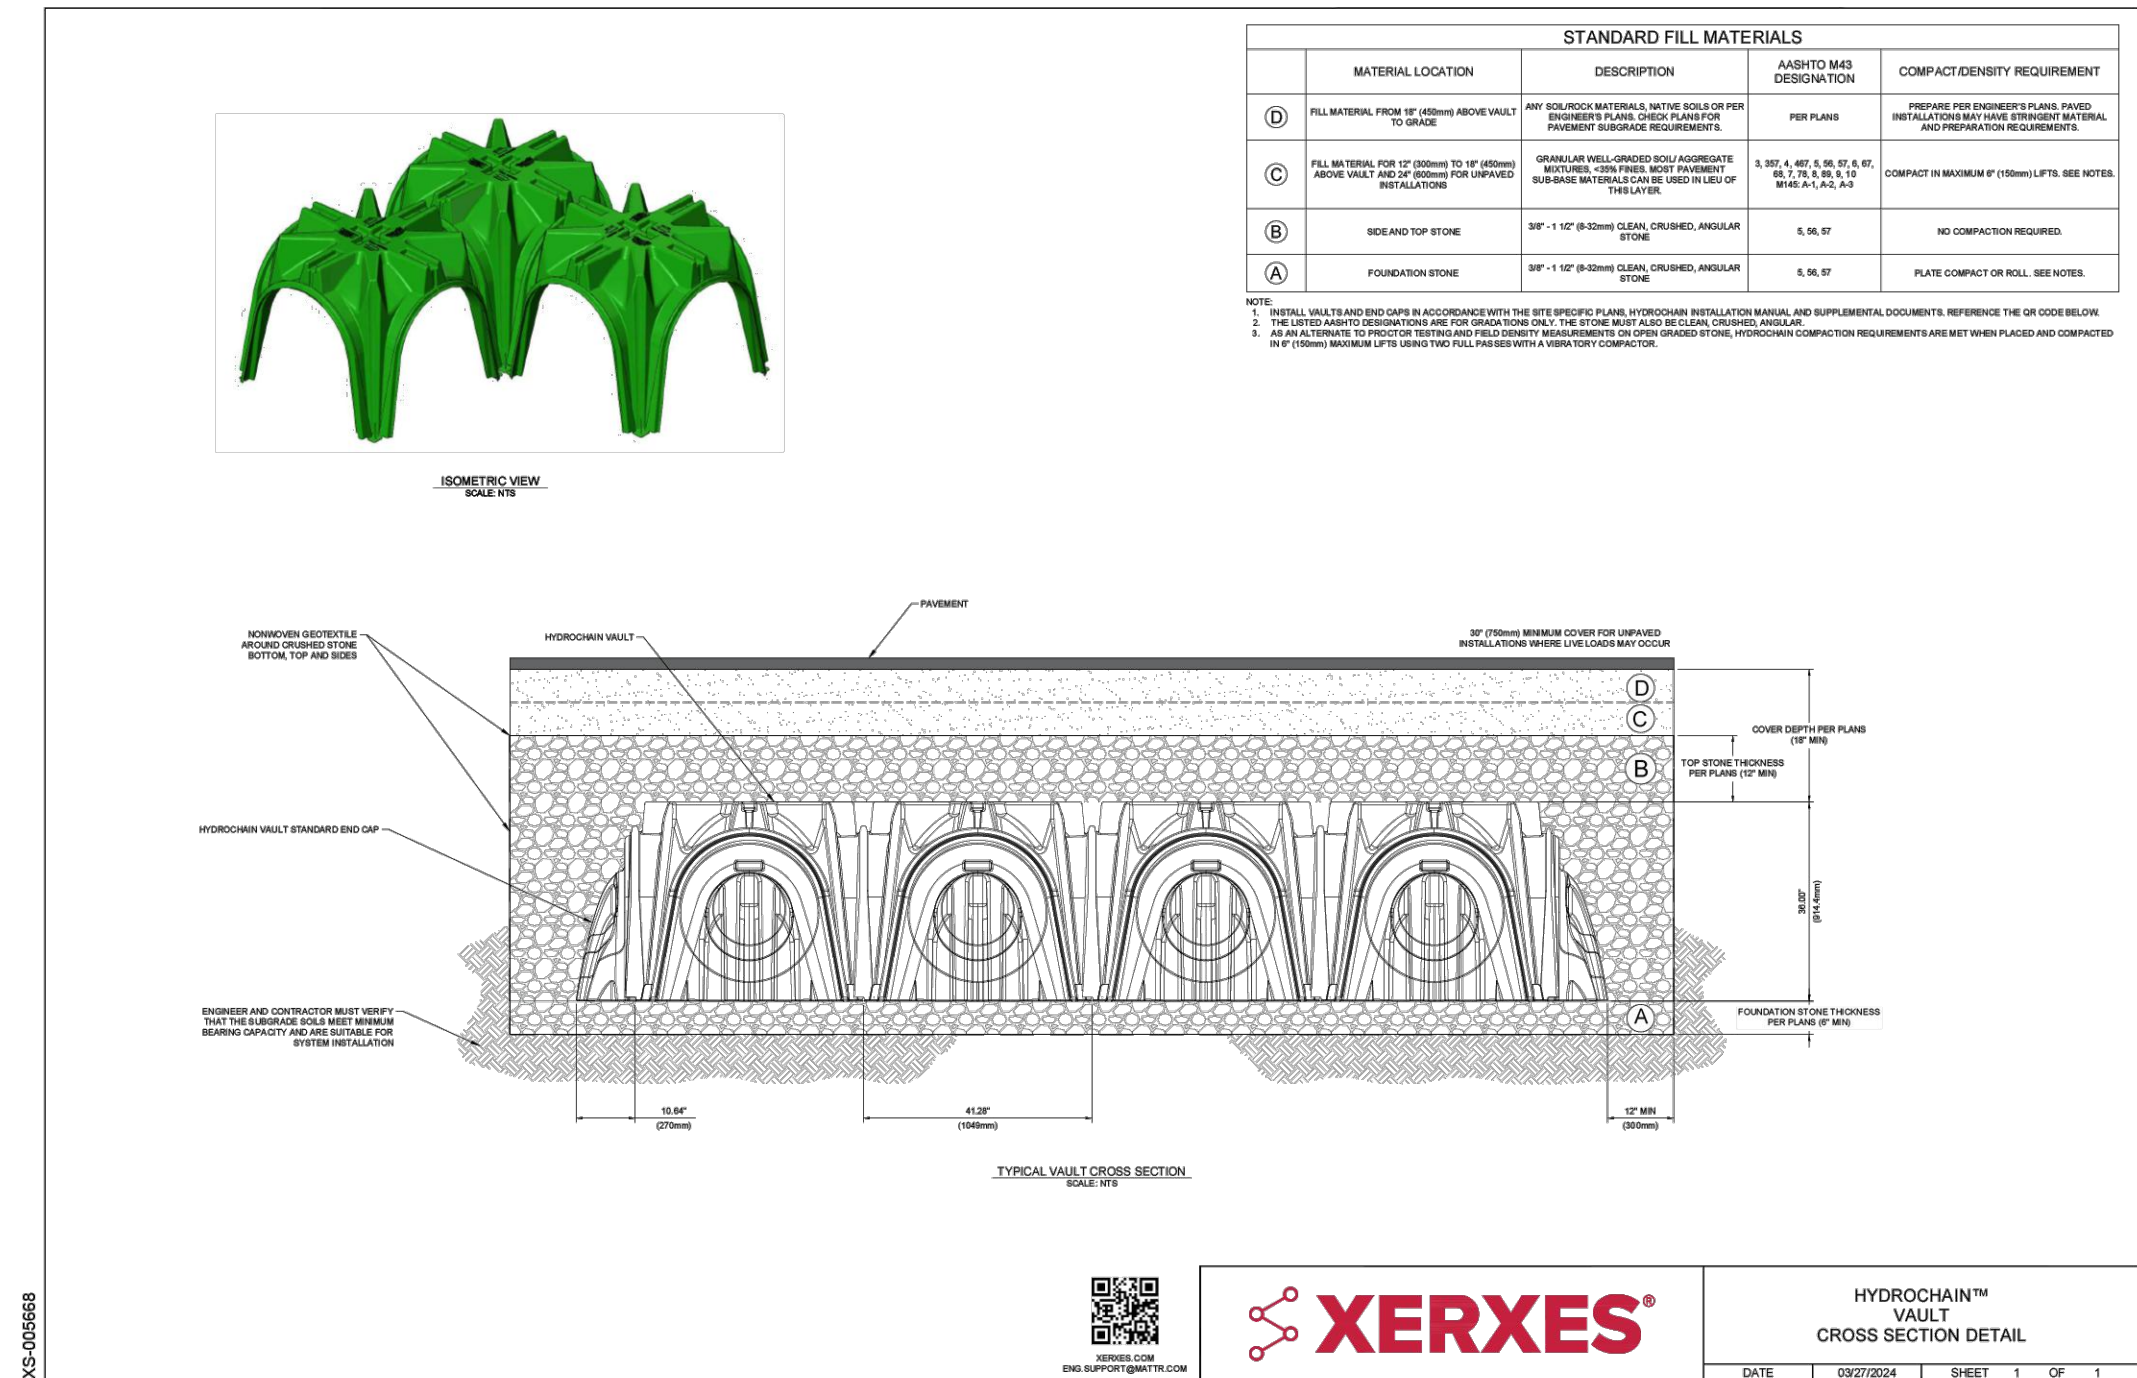 STANDARD FILL MATERIALS
MATERIAL LOCATION
DESCRIPTION
AASHTO M43
DESIGNATION
COMPACT/DENSITY REQUIREMENT
D
FILL MATERIAL FROM 18" (450mm) ABOVE VAULT
TO GRADE
ANY SOIL/ROCK MATERIALS, NATIVE SOILS OR PER
ENGINEER'S PLANS. CHECK PLANS FOR
PAVEMENT SUBGRADE REQUIREMENTS.
PER PLANS
PREPARE PER ENGINEER'S PLANS. PAVED
INSTALLATIONS MAY HAVE STRINGENT MATERIAL
AND PREPARATION REQUIREMENTS.
C
FILL MATERIAL FOR 12" (300mm) TO 18" (450mm)
ABOVE VAULT AND 24" (600mm) FOR UNPAVED
INSTALLATIONS
GRANULAR WELL-GRADED SOIL/ AGGREGATE
MIXTURES, <35% FINES. MOST PAVEMENT
SUB-BASE MATERIALS CAN BE USED IN LIEU OF
THIS LAYER.
3, 357, 4, 467, 5, 56, 57, 6, 67,
68, 7, 78, 8, 89, 9, 10
M145: A-1, A-2, A-3
COMPACT IN MAXIMUM 6" (150mm) LIFTS. SEE NOTES.
B
SIDE AND TOP STONE
3/8" - 1 1/2" (8-32mm) CLEAN, CRUSHED, ANGULAR
STONE
5, 56, 57
NO COMPACTION REQUIRED.
A
FOUNDATION STONE
3/8" - 1 1/2" (8-32mm) CLEAN, CRUSHED, ANGULAR
STONE
5, 56, 57
PLATE COMPACT OR ROLL. SEE NOTES.
NOTE:
1. INSTALL VAULTS AND END CAPS IN ACCORDANCE WITH THE SITE SPECIFIC PLANS, HYDROCHAIN INSTALLATION MANUAL AND SUPPLEMENTAL DOCUMENTS. REFERENCE THE QR CODE BELOW.
2. THE LISTED AASHTO DESIGNATIONS ARE FOR GRADATIONS ONLY. THE STONE MUST ALSO BE CLEAN, CRUSHED, ANGULAR.
3. AS AN ALTERNATE TO PROCTOR TESTING AND FIELD DENSITY MEASUREMENTS ON OPEN GRADED STONE, HYDROCHAIN COMPACTION REQUIREMENTS ARE MET WHEN PLACED AND COMPACTED
IN 6" (150mm) MAXIMUM LIFTS USING TWO FULL PASSES WITH A VIBRATORY COMPACTOR.
ISOMETRIC VIEW
SCALE: NTS
PAVEMENT
NONWOVEN GEOTEXTILE
AROUND CRUSHED STONE
BOTTOM, TOP AND SIDES
HYDROCHAIN VAULT
30" (750mm) MINIMUM COVER FOR UNPAVED
INSTALLATIONS WHERE LIVE LOADS MAY OCCUR
D
C
COVER DEPTH PER PLANS
(18" MIN)
B
TOP STONE THICKNESS
PER PLANS (12" MIN)
HYDROCHAIN VAULT STANDARD END CAP
36.00"
(914.4mm)
ENGINEER AND CONTRACTOR MUST VERIFY
THAT THE SUBGRADE SOILS MEET MINIMUM
BEARING CAPACITY AND ARE SUITABLE FOR
SYSTEM INSTALLATION
A
FOUNDATION STONE THICKNESS
PER PLANS (6" MIN)
10.64"
(270mm)
41.28"
(1049mm)
12" MIN
(300mm)
TYPICAL VAULT CROSS SECTION
SCALE: NTS
XS-005668
XERXES.COM
ENG.SUPPORT@MATTR.COM
XERXES®
HYDROCHAIN™
VAULT
CROSS SECTION DETAIL
DATE 03/27/2024 SHEET 1 OF 1